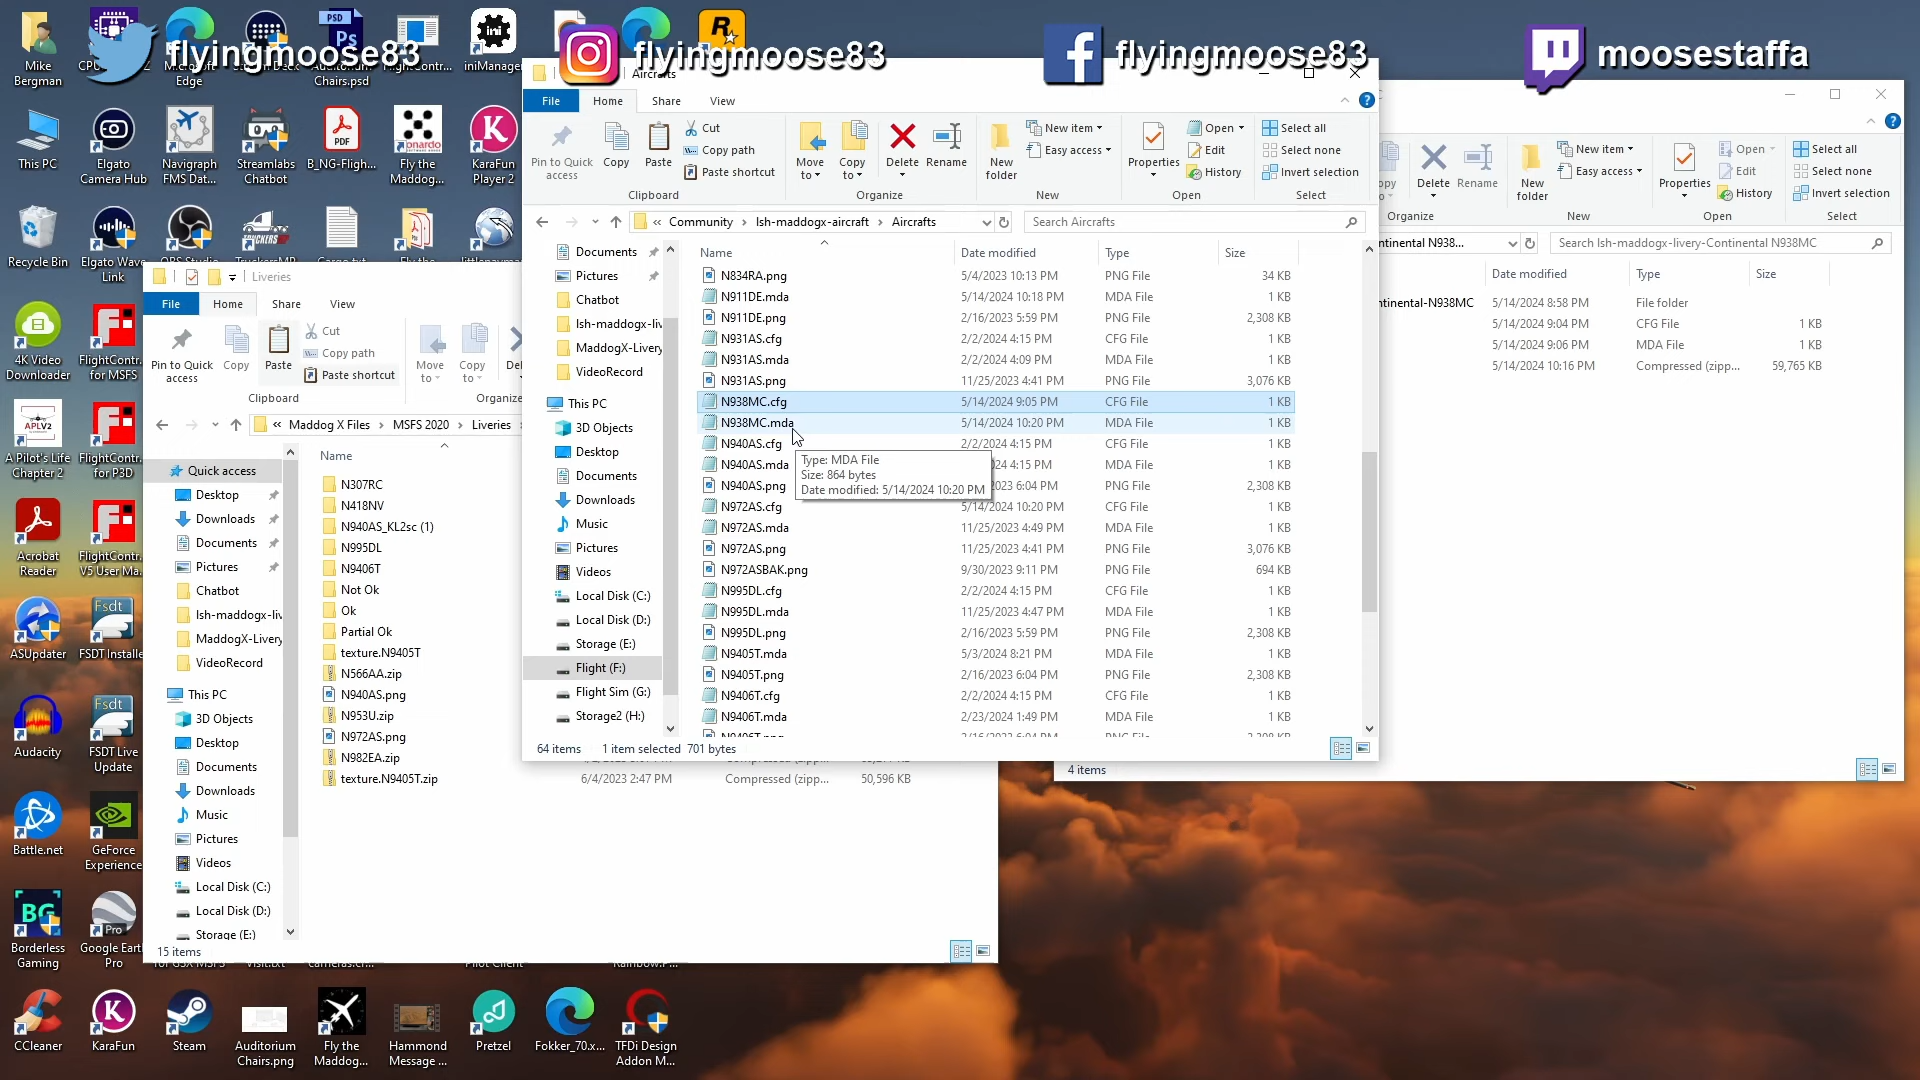 flyingmoose83
flyingmoose83
flyingmoose83
moosestaffa
Mike
Bergman
Microsoft
Edge
Chairs.psd
iniManager
This PC
Elgato
Camera Hub
Navigraph
FMS Dat...
Streamlabs
Chatbot
B_NG-Fligh...
Fly the
Maddog...
KaraFun
Player 2
Recycle Bin
Elgato Wave
Link
4K Video
Downloader
FlightContr...
for MSFS
A Pilot's Life
Chapter 2
FlightContr...
for P3D
Acrobat
Reader
FlightContr...
V5 User Ma...
ASUpdater
FSDT Installe
Audacity
FSDT Live
Update
Battle.net
GeForce
Experience
Borderless
Gaming
Google Earth
Pro
CCleaner
KaraFun
Steam
Auditorium
Chairs.png
Fly the
Maddog...
Hammond
Message ...
Pretzel
Fokker_70.x...
TFDi Design
Addon M...
Liveries
File
Home
Share
View
Pin to Quick
access
Copy
Paste
Cut
Copy path
Paste shortcut
Move
to
Copy
to
Clipboard
Organize
« Maddog X Files > MSFS 2020 > Liveries >
Quick access
Desktop
Downloads
Documents
Pictures
Chatbot
lsh-maddogx-liv
MaddogX-Livery
VideoRecord
This PC
3D Objects
Desktop
Documents
Downloads
Music
Pictures
Videos
Local Disk (C:)
Local Disk (D:)
Storage (E:)
Name
N307RC
N418NV
N940AS_KL2sc (1)
N995DL
N9406T
Not Ok
Ok
Partial Ok
texture.N9405T
N566AA.zip
N940AS.png
N953U.zip
N972AS.png
N982EA.zip
texture.N9405T.zip 6/4/2023 2:47 PM Compressed (zipp... 50,596 KB
15 items
Aircrafts
File
Home
Share
View
Pin to Quick
access
Copy
Paste
Cut
Copy path
Paste shortcut
Clipboard
Move
to
Copy
to
Delete
Rename
Organize
New
folder
New item
Easy access
New
Properties
Open
Edit
History
Open
Select all
Select none
Invert selection
Select
« Community > lsh-maddogx-aircraft > Aircrafts
Search Aircrafts
Documents
Pictures
Chatbot
lsh-maddogx-liv
MaddogX-Livery
VideoRecord
This PC
3D Objects
Desktop
Documents
Downloads
Music
Pictures
Videos
Local Disk (C:)
Local Disk (D:)
Storage (E:)
Flight (F:)
Flight Sim (G:)
Storage2 (H:)
Name Date modified Type Size
N834RA.png 5/4/2023 10:13 PM PNG File 34 KB
N911DE.mda 5/14/2024 10:18 PM MDA File 1 KB
N911DE.png 2/16/2023 5:59 PM PNG File 2,308 KB
N931AS.cfg 2/2/2024 4:15 PM CFG File 1 KB
N931AS.mda 2/2/2024 4:09 PM MDA File 1 KB
N931AS.png 11/25/2023 4:41 PM PNG File 3,076 KB
N938MC.cfg 5/14/2024 9:05 PM CFG File 1 KB
N938MC.mda 5/14/2024 10:20 PM MDA File 1 KB
N940AS.cfg 2/2/2024 4:15 PM CFG File 1 KB
N940AS.mda 4:15 PM MDA File 1 KB
N940AS.png 6:04 PM PNG File 2,308 KB
N972AS.cfg 5/14/2024 10:20 PM CFG File 1 KB
N972AS.mda 11/25/2023 4:49 PM MDA File 1 KB
N972AS.png 11/25/2023 4:41 PM PNG File 3,076 KB
N972ASBAK.png 9/30/2023 9:11 PM PNG File 694 KB
N995DL.cfg 2/2/2024 4:15 PM CFG File 1 KB
N995DL.mda 11/25/2023 4:47 PM MDA File 1 KB
N995DL.png 2/16/2023 5:59 PM PNG File 2,308 KB
N9405T.mda 5/3/2024 8:21 PM MDA File 1 KB
N9405T.png 2/16/2023 6:04 PM PNG File 2,308 KB
N9406T.cfg 2/2/2024 4:15 PM CFG File 1 KB
N9406T.mda 2/23/2024 1:49 PM MDA File 1 KB
Type: MDA File
Size: 864 bytes
Date modified: 5/14/2024 10:20 PM
64 items 1 item selected 701 bytes
Delete
Rename
Organize
New
folder
New item
Easy access
New
Properties
Open
Edit
History
Open
Select all
Select none
Invert selection
Select
ntinental N938...
Search lsh-maddogx-livery-Continental N938MC
Date modified Type Size
ntinental-N938MC 5/14/2024 8:58 PM File folder
5/14/2024 9:04 PM CFG File 1 KB
5/14/2024 9:06 PM MDA File 1 KB
5/14/2024 10:16 PM Compressed (zipp... 59,765 KB
4 items